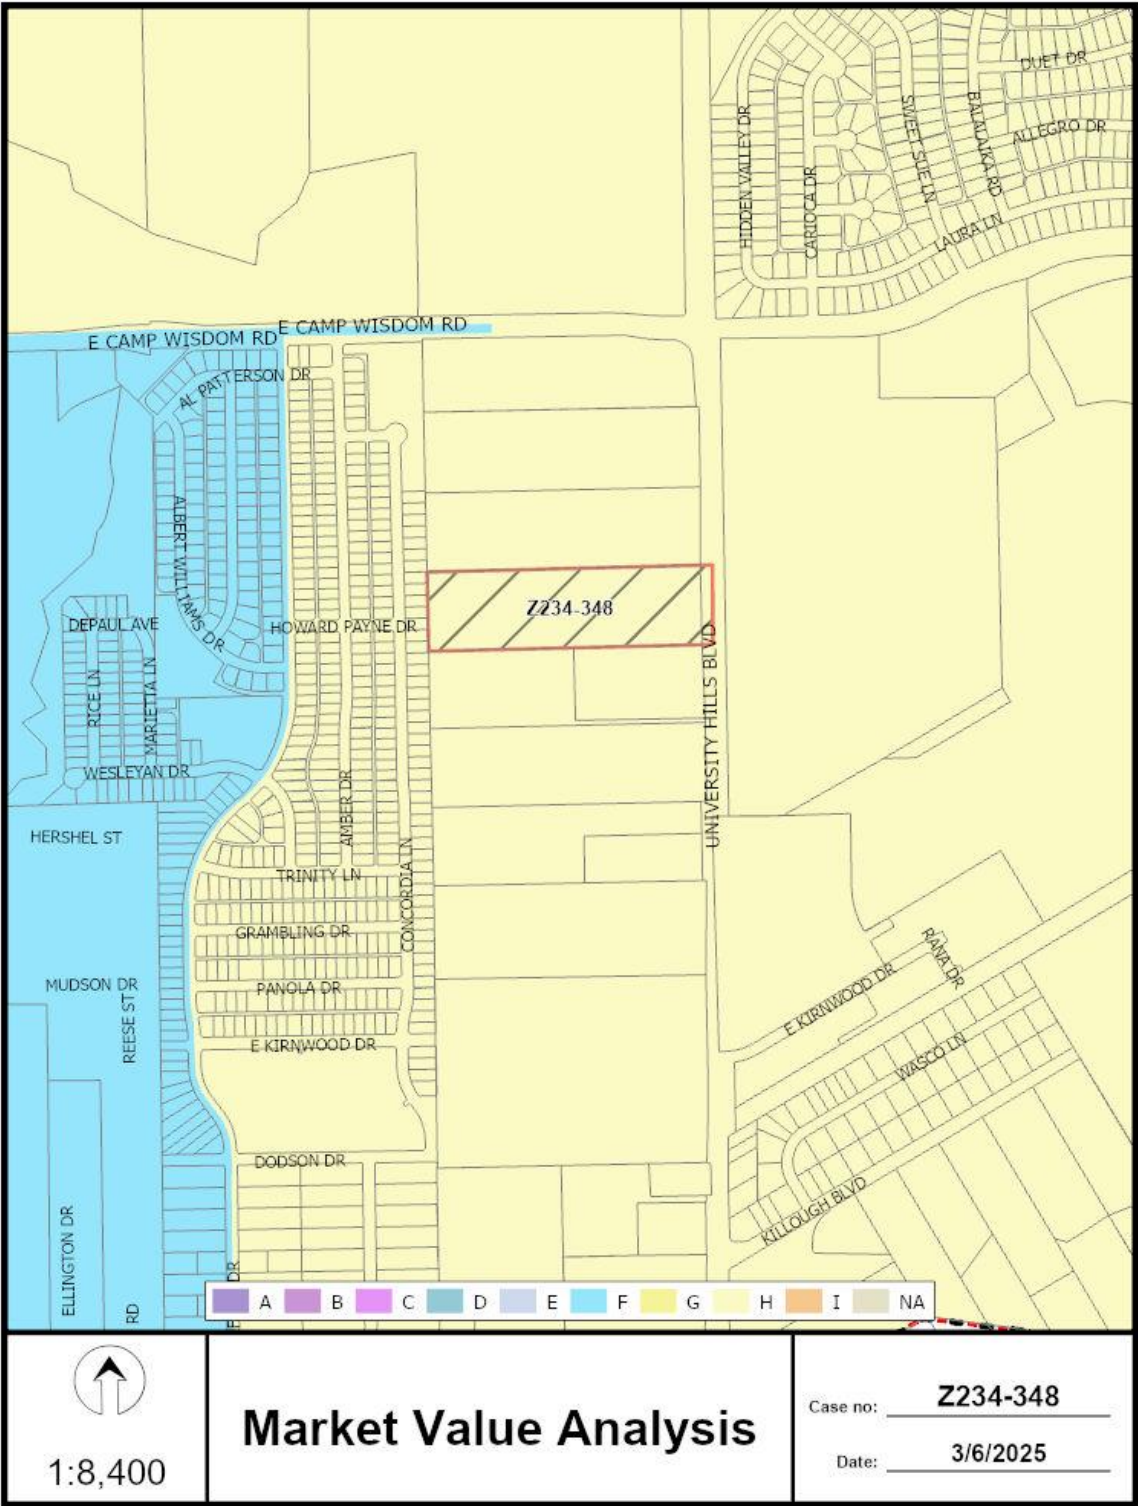 DUET DR
ALLEGRO DR
BALALAIKA RD
SWEET SUE LN
HIDDEN VALLEY DR
CARIOCA DR
LAURA LN
E CAMP WISDOM RD
E CAMP WISDOM RD
AL PATTERSON DR
ALBERT WILLIAMS DR
Z234-348
DEPAUL AVE
HOWARD PAYNE DR
RICE LN
MARIETTA LN
UNIVERSITY HILLS BLVD
WESLEYAN DR
AMBER DR
HERSHEL ST
TRINITY LN
CONCORDIA LN
GRAMBLING DR
RANA DR
MUDSON DR
PANOLA DR
E KIRNWOOD DR
REESE ST
E KIRNWOOD DR
WASCO LN
DODSON DR
KILLOUGH BLVD
ELLINGTON DR
RD
DR
A B C D E F G H I NA
1:8,400
Market Value Analysis
Case no: Z234-348
Date: 3/6/2025